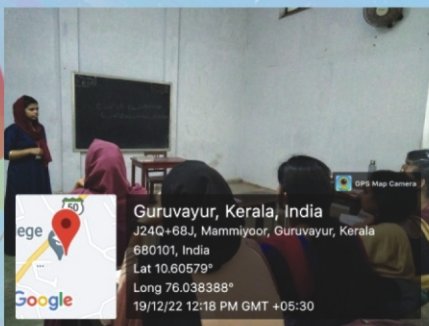 GPS Map Camera
50
ege
Google
Guruvayur, Kerala, India
J24Q+68J, Mammiyoor, Guruvayur, Kerala
680101, India
Lat 10.60579°
Long 76.038388°
19/12/22 12:18 PM GMT +05:30